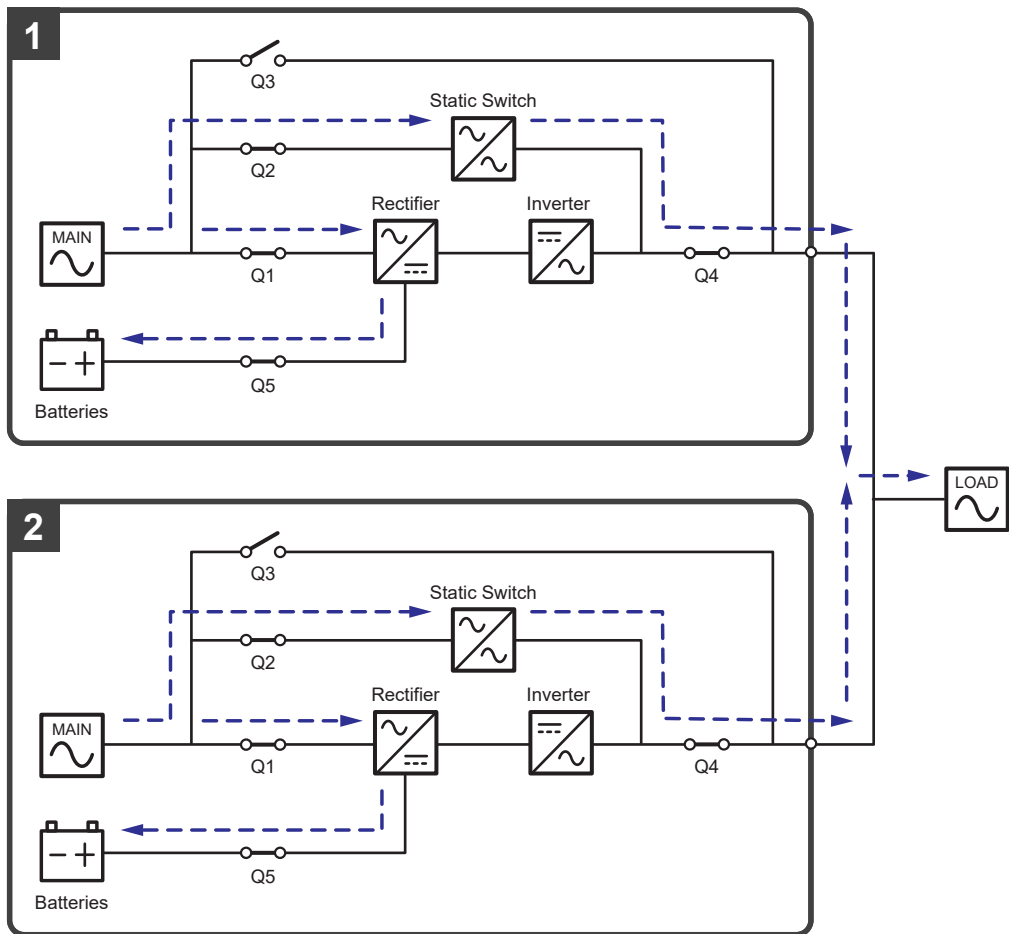 1
Q3
Static Switch
Q2
Rectifier
Inverter
MAIN
Q1
Q4
Q5
Batteries
LOAD
2
Q3
Static Switch
Q2
Rectifier
Inverter
MAIN
Q1
Q4
Q5
Batteries